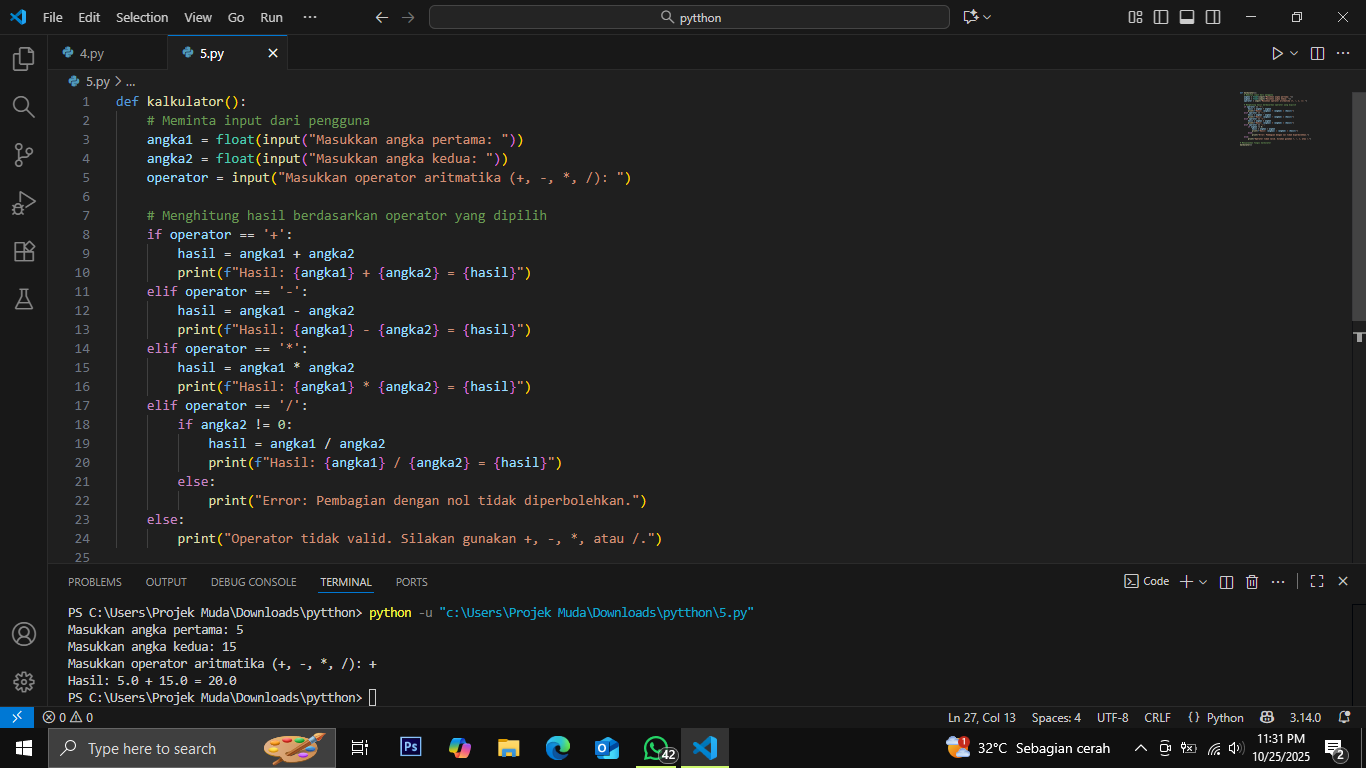 File Edit Selection View Go Run ··· pytthon
4.py 5.py
5.py > ...
1 def kalkulator():
2     # Meminta input dari pengguna
3     angka1 = float(input("Masukkan angka pertama: "))
4     angka2 = float(input("Masukkan angka kedua: "))
5     operator = input("Masukkan operator aritmatika (+, -, *, /): ")
6
7     # Menghitung hasil berdasarkan operator yang dipilih
8     if operator == '+':
9         hasil = angka1 + angka2
10         print(f"Hasil: {angka1} + {angka2} = {hasil}")
11     elif operator == '-':
12         hasil = angka1 - angka2
13         print(f"Hasil: {angka1} - {angka2} = {hasil}")
14     elif operator == '*':
15         hasil = angka1 * angka2
16         print(f"Hasil: {angka1} * {angka2} = {hasil}")
17     elif operator == '/':
18         if angka2 != 0:
19             hasil = angka1 / angka2
20             print(f"Hasil: {angka1} / {angka2} = {hasil}")
21         else:
22             print("Error: Pembagian dengan nol tidak diperbolehkan.")
23     else:
24         print("Operator tidak valid. Silakan gunakan +, -, *, atau /.")
25
PROBLEMS OUTPUT DEBUG CONSOLE TERMINAL PORTS Code
PS C:\Users\Projek Muda\Downloads\pytthon> python -u "c:\Users\Projek Muda\Downloads\pytthon\5.py"
Masukkan angka pertama: 5
Masukkan angka kedua: 15
Masukkan operator aritmatika (+, -, *, /): +
Hasil: 5.0 + 15.0 = 20.0
PS C:\Users\Projek Muda\Downloads\pytthon>
0 0 Ln 27, Col 13 Spaces: 4 UTF-8 CRLF {} Python 3.14.0
Type here to search Ps 42 1 32°C Sebagian cerah 11:31 PM
10/25/2025 2